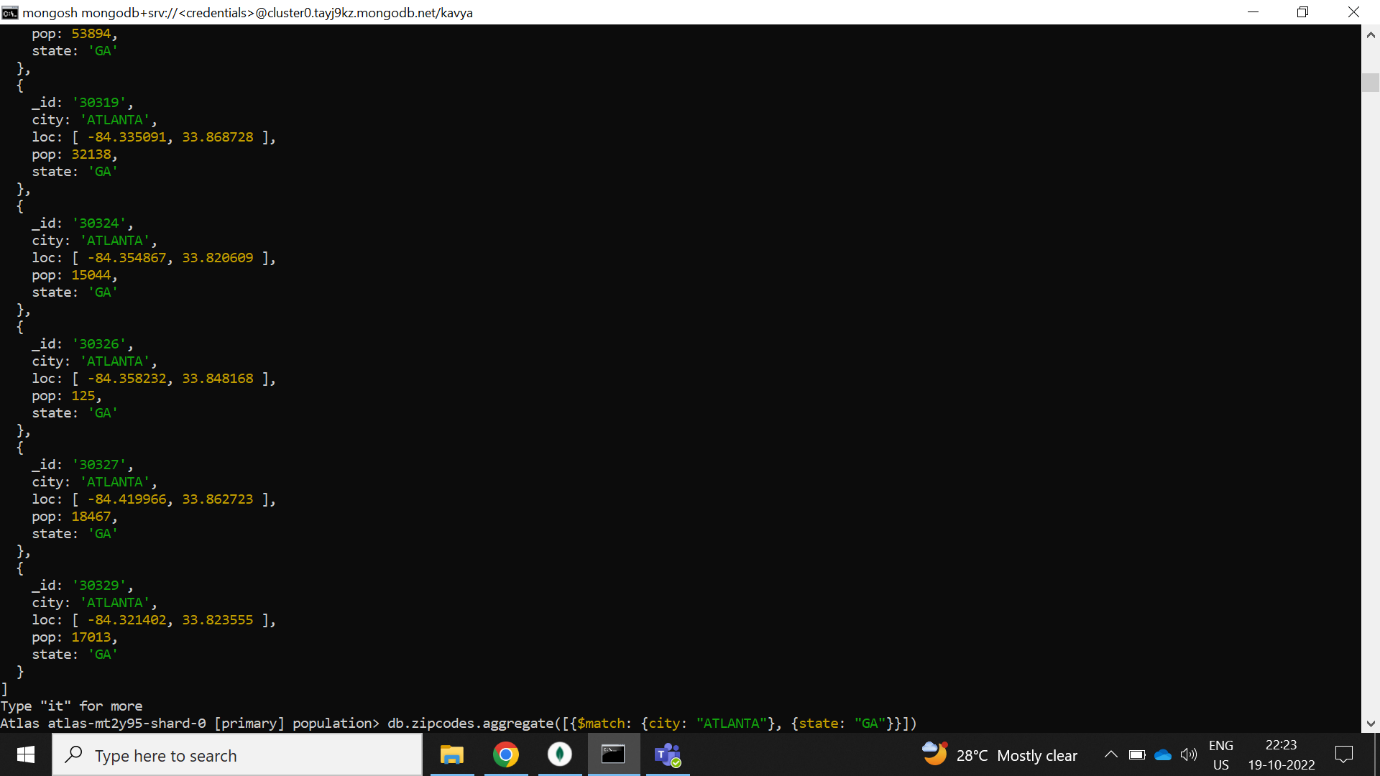 mongosh mongodb+srv://<credentials>@cluster0.tayj9kz.mongodb.net/kavya
    pop: 53894,
    state: 'GA'
  },
  {
    _id: '30319',
    city: 'ATLANTA',
    loc: [ -84.335091, 33.868728 ],
    pop: 32138,
    state: 'GA'
  },
  {
    _id: '30324',
    city: 'ATLANTA',
    loc: [ -84.354867, 33.820609 ],
    pop: 15044,
    state: 'GA'
  },
  {
    _id: '30326',
    city: 'ATLANTA',
    loc: [ -84.358232, 33.848168 ],
    pop: 125,
    state: 'GA'
  },
  {
    _id: '30327',
    city: 'ATLANTA',
    loc: [ -84.419966, 33.862723 ],
    pop: 18467,
    state: 'GA'
  },
  {
    _id: '30329',
    city: 'ATLANTA',
    loc: [ -84.321402, 33.823555 ],
    pop: 17013,
    state: 'GA'
  }
]
Type "it" for more
Atlas atlas-mt2y95-shard-0 [primary] population> db.zipcodes.aggregate([{$match: {city: "ATLANTA"}, {state: "GA"}}])
Type here to search
28°C Mostly clear
ENG
US
22:23
19-10-2022